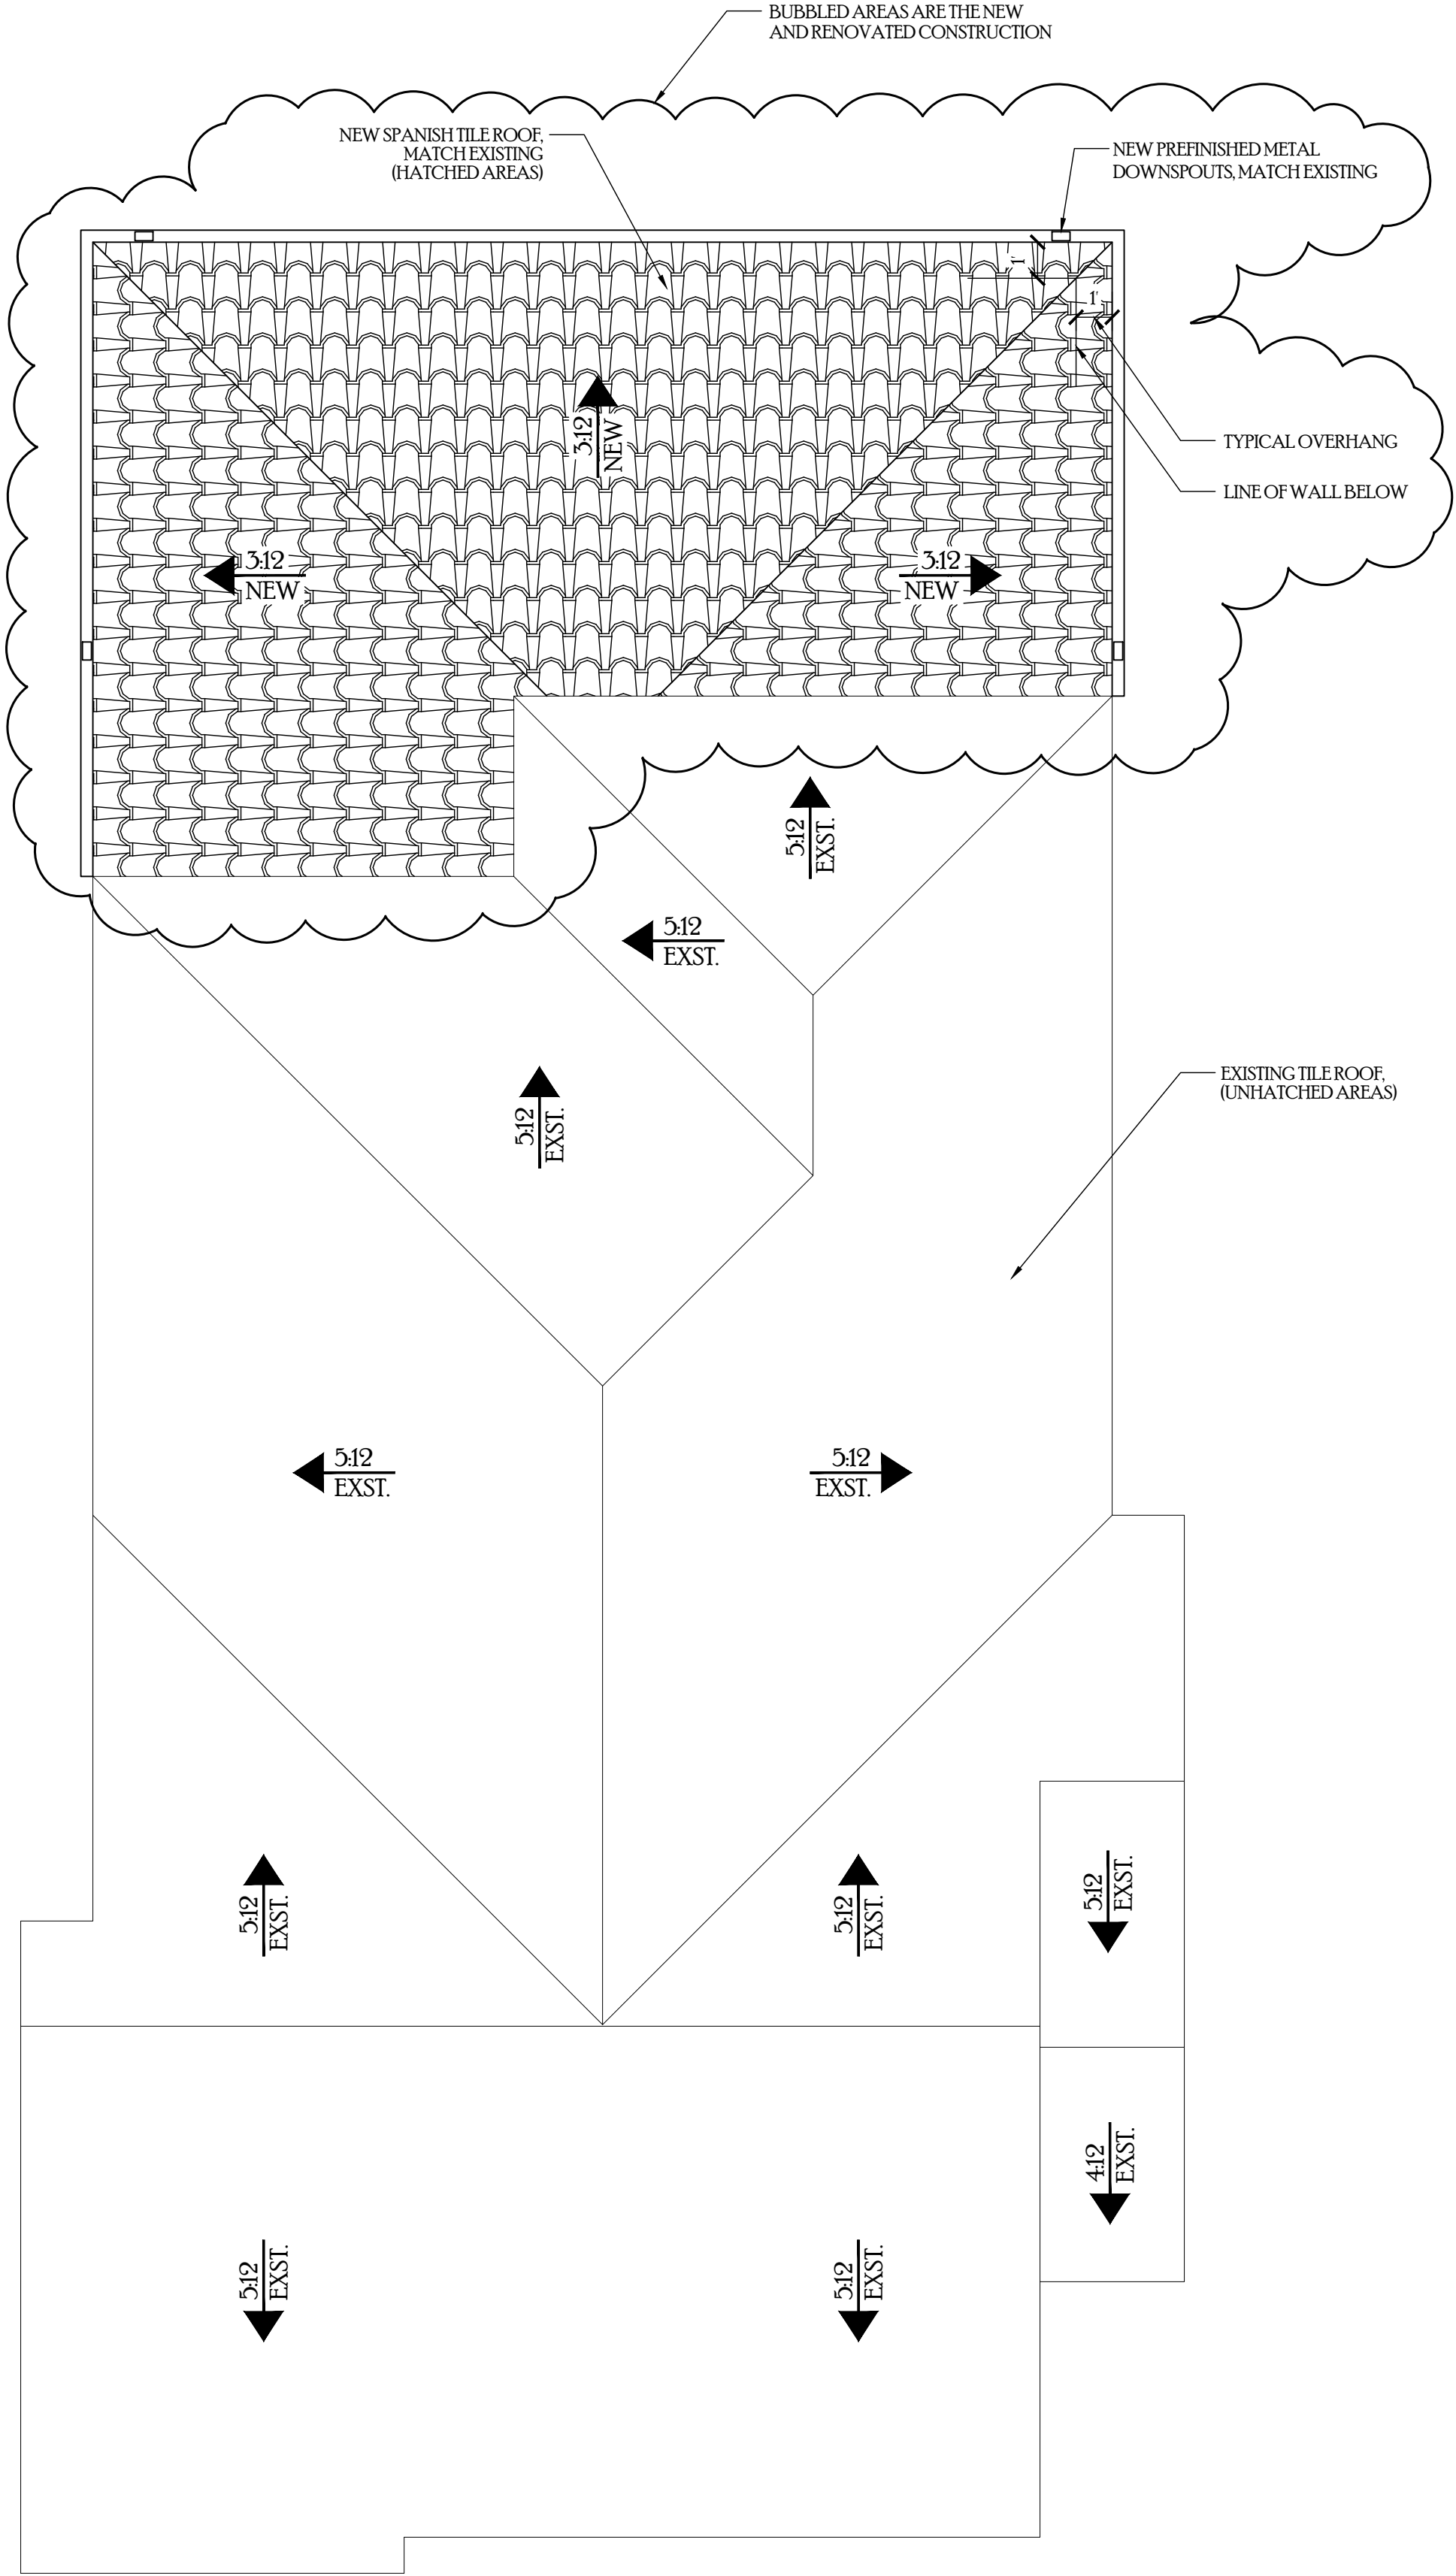 BUBBLED AREAS ARE THE NEW
AND RENOVATED CONSTRUCTION
NEW SPANISH TILE ROOF,
MATCH EXISTING
(HATCHED AREAS)
NEW PREFINISHED METAL
DOWNSPOUTS, MATCH EXISTING
1'
1'
3:12
NEW
TYPICAL OVERHANG
LINE OF WALL BELOW
3:12
NEW
3:12
NEW
5:12
EXST.
5:12
EXST.
5:12
EXST.
EXISTING TILE ROOF,
(UNHATCHED AREAS)
5:12
EXST.
5:12
EXST.
5:12
EXST.
5:12
EXST.
5:12
EXST.
4:12
EXST.
5:12
EXST.
5:12
EXST.